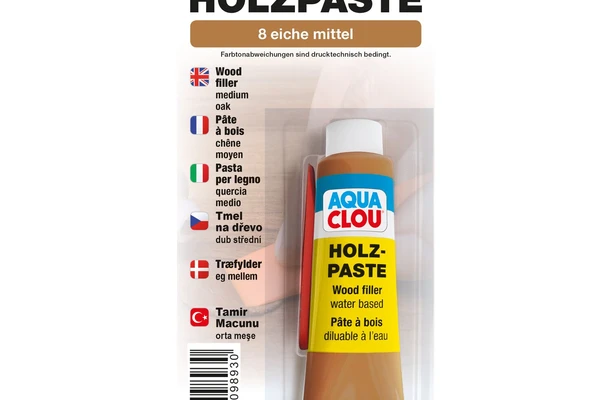 HOLZPASTE
8 eiche mittel
Farbtonabweichungen sind drucktechnisch bedingt.
Wood
filler
medium
oak
Pâte
à bois
chêne
moyen
Pasta
per legno
quercia
medio
Tmel
na dřevo
dub střední
Træfylder
eg mellem
Tamir
Macunu
orta meşe
098930
AQUA
CLOU
HOLZ-
PASTE
Wood filler
water based
Pâte à bois
diluable à l'eau